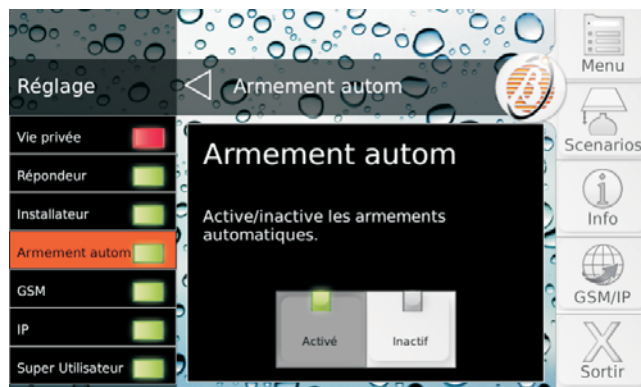 Réglage
Armement autom
Menu
Vie privée
Répondeur
Installateur
Armement autom
GSM
IP
Super Utilisateur
Armement autom
Active/inactive les armements
automatiques.
Activé
Inactif
Scenarios
Info
GSM/IP
Sortir